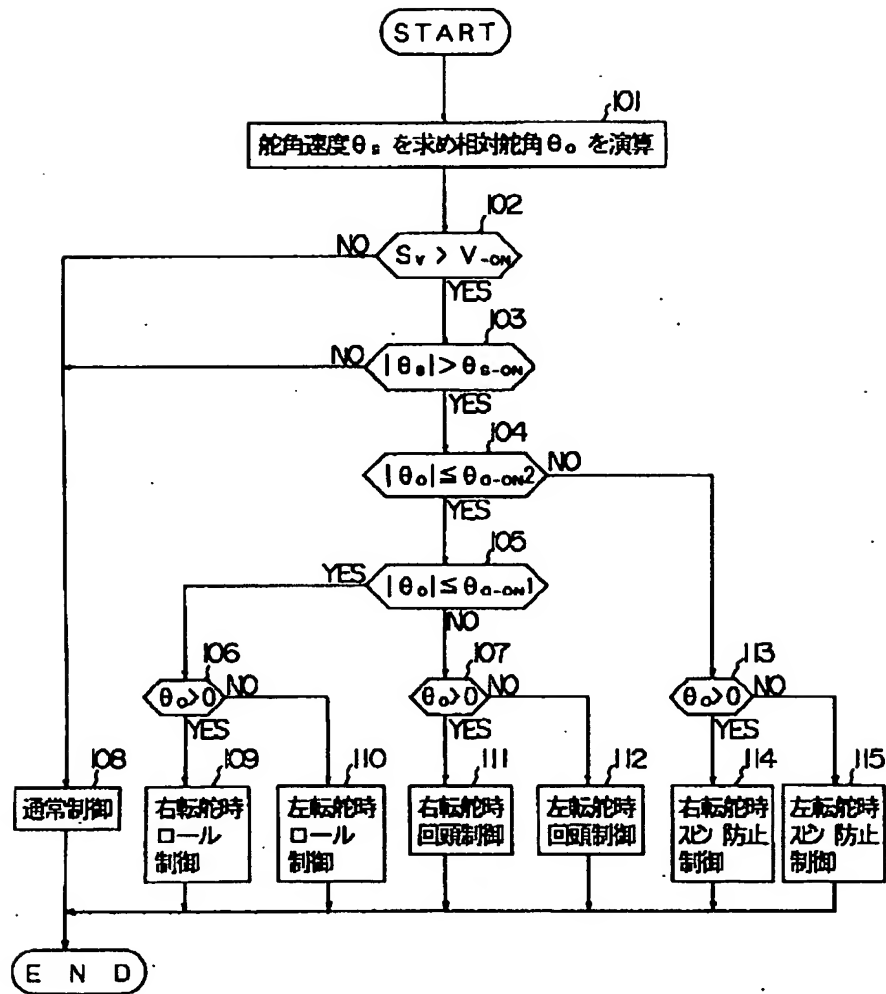 START
101
舵角速度θs を求め相対舵角θo を演算
102
NO
Sv > V-ON
YES
103
NO
|θs| > θs-ON
YES
104
NO
|θo| ≦ θo-ON2
YES
105
YES
|θo| ≦ θo-ON1
NO
106
107
113
θo>0
NO
θo>0
NO
θo>0
NO
YES
YES
YES
108
109
110
111
112
114
115
通常制御
右転舵時
ロール
制御
左転舵時
ロール
制御
右転舵時
回頭制御
左転舵時
回頭制御
右転舵時
スピン防止
制御
左転舵時
スピン防止
制御
END